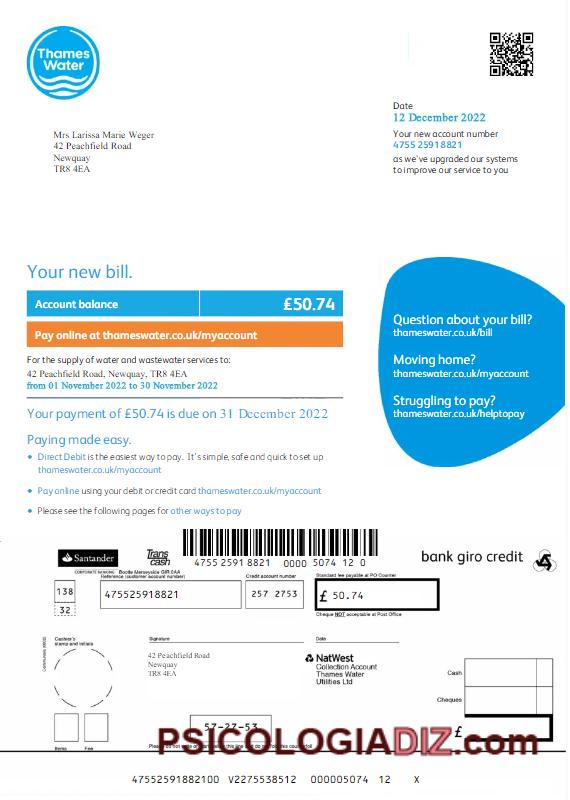 Thames
Water
Date
12 December 2022
Mrs Larissa Marie Weger
42 Peachfield Road
Newquay
TR8 4EA
Your new account number
4755 25918821
as we've upgraded our systems
to improve our service to you
Your new bill.
Account balance £50.74
Pay online at thameswater.co.uk/myaccount
For the supply of water and wastewater services to:
42 Peachfield Road, Newquay, TR8 4EA
from 01 November 2022 to 30 November 2022
Your payment of £50.74 is due on 31 December 2022
Paying made easy.
• Direct Debit is the easiest way to pay. It's simple, safe and quick to set up
thameswater.co.uk/myaccount
• Pay online using your debit or credit card thameswater.co.uk/myaccount
• Please see the following pages for other ways to pay
Question about your bill?
thameswater.co.uk/bill
Moving home?
thameswater.co.uk/myaccount
Struggling to pay?
thameswater.co.uk/helptopay
Santander
Trans
cash
4755 2591 8821 0000 5074 12 0
bank giro credit
CORPORATE BANKING Bootle Merseyside GIR 0AA
Reference (customer account number)
Credit account number
Standard fee payable at PO Counter
138
32
475525918821
257 2753
£ 50.74
Cheque NOT acceptable at Post Office
Cashier's
stamp and initials
Signature
Date
42 Peachfield Road
Newquay
TR8 4EA
NatWest
Collection Account
Thames Water
Utilities Ltd
Cash
Cheques
£
57-27-53
Items Fee
PSICOLOGIADIZ.com
47552591882100 V2275538512 000005074 12 X